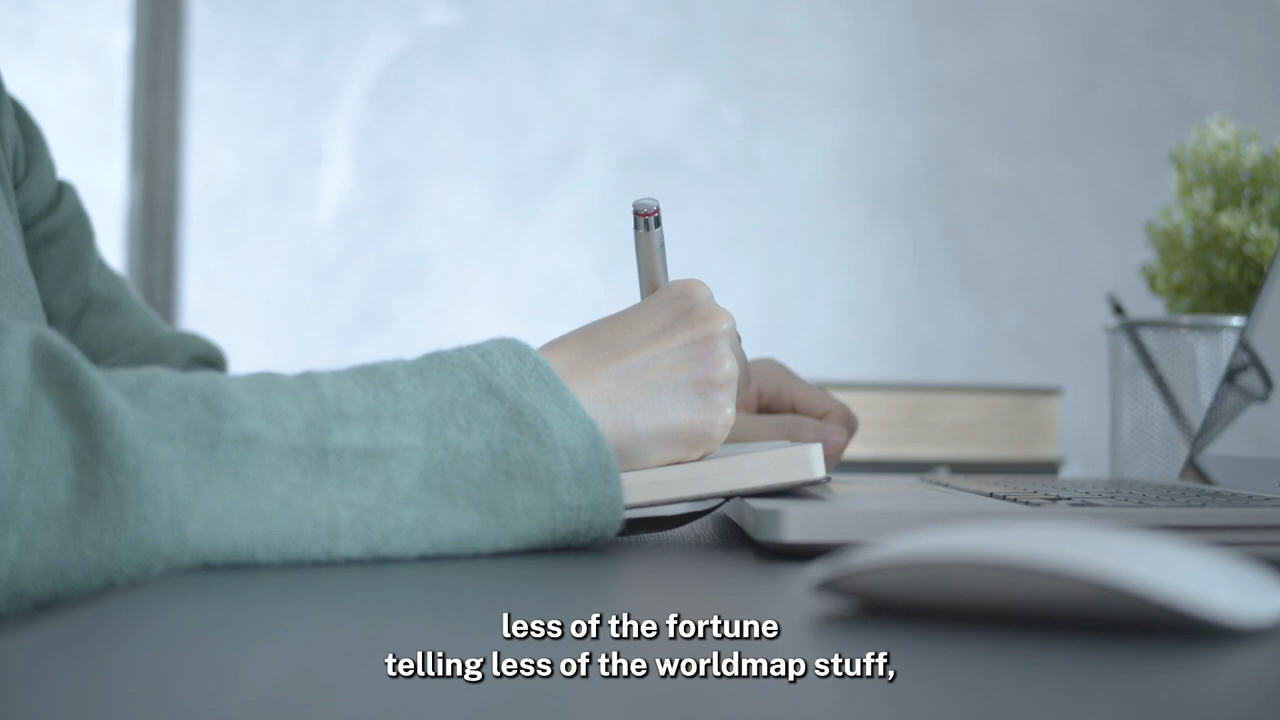 less of the fortune
telling less of the worldmap stuff,